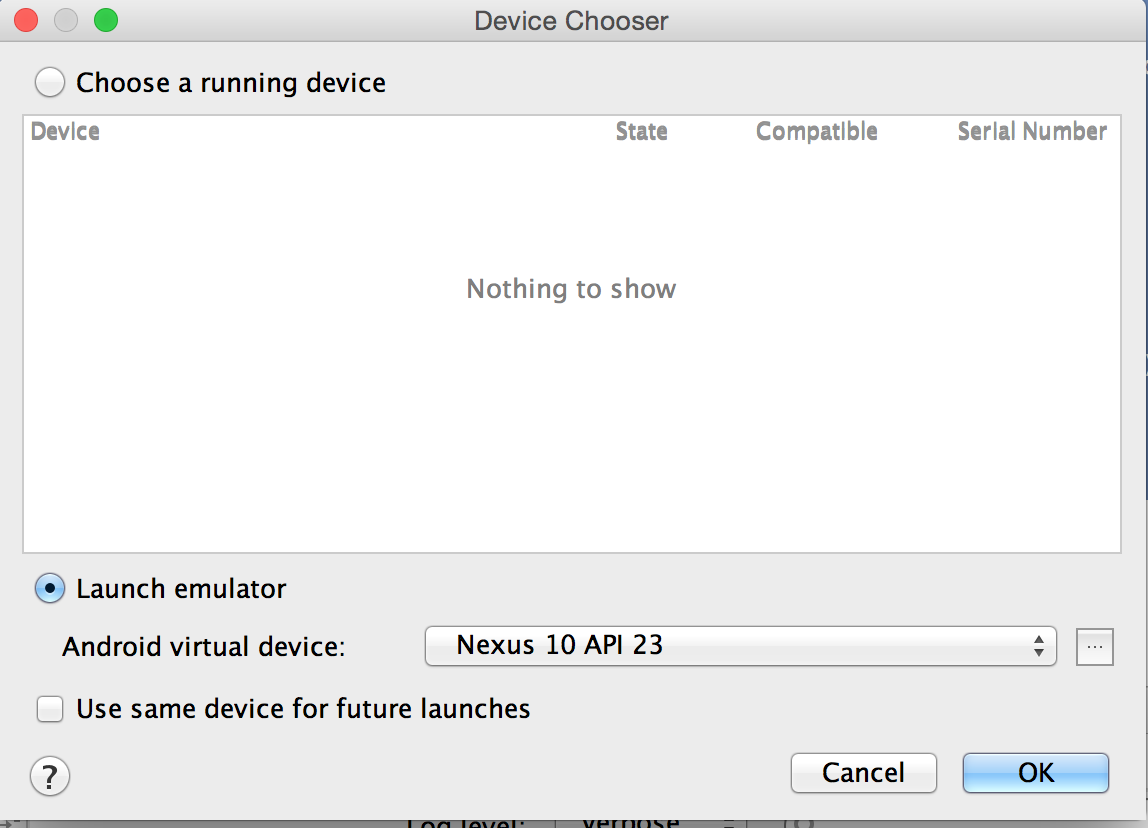 Device Chooser
Choose a running device
Device State Compatible Serial Number
Nothing to show
Launch emulator
Android virtual device: Nexus 10 API 23 ...
Use same device for future launches
? Cancel OK
Log level: Verbose